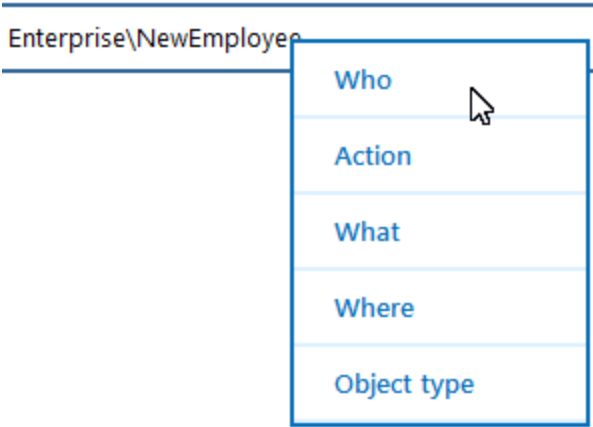 Enterprise\NewEmployee
Who
Action
What
Where
Object type